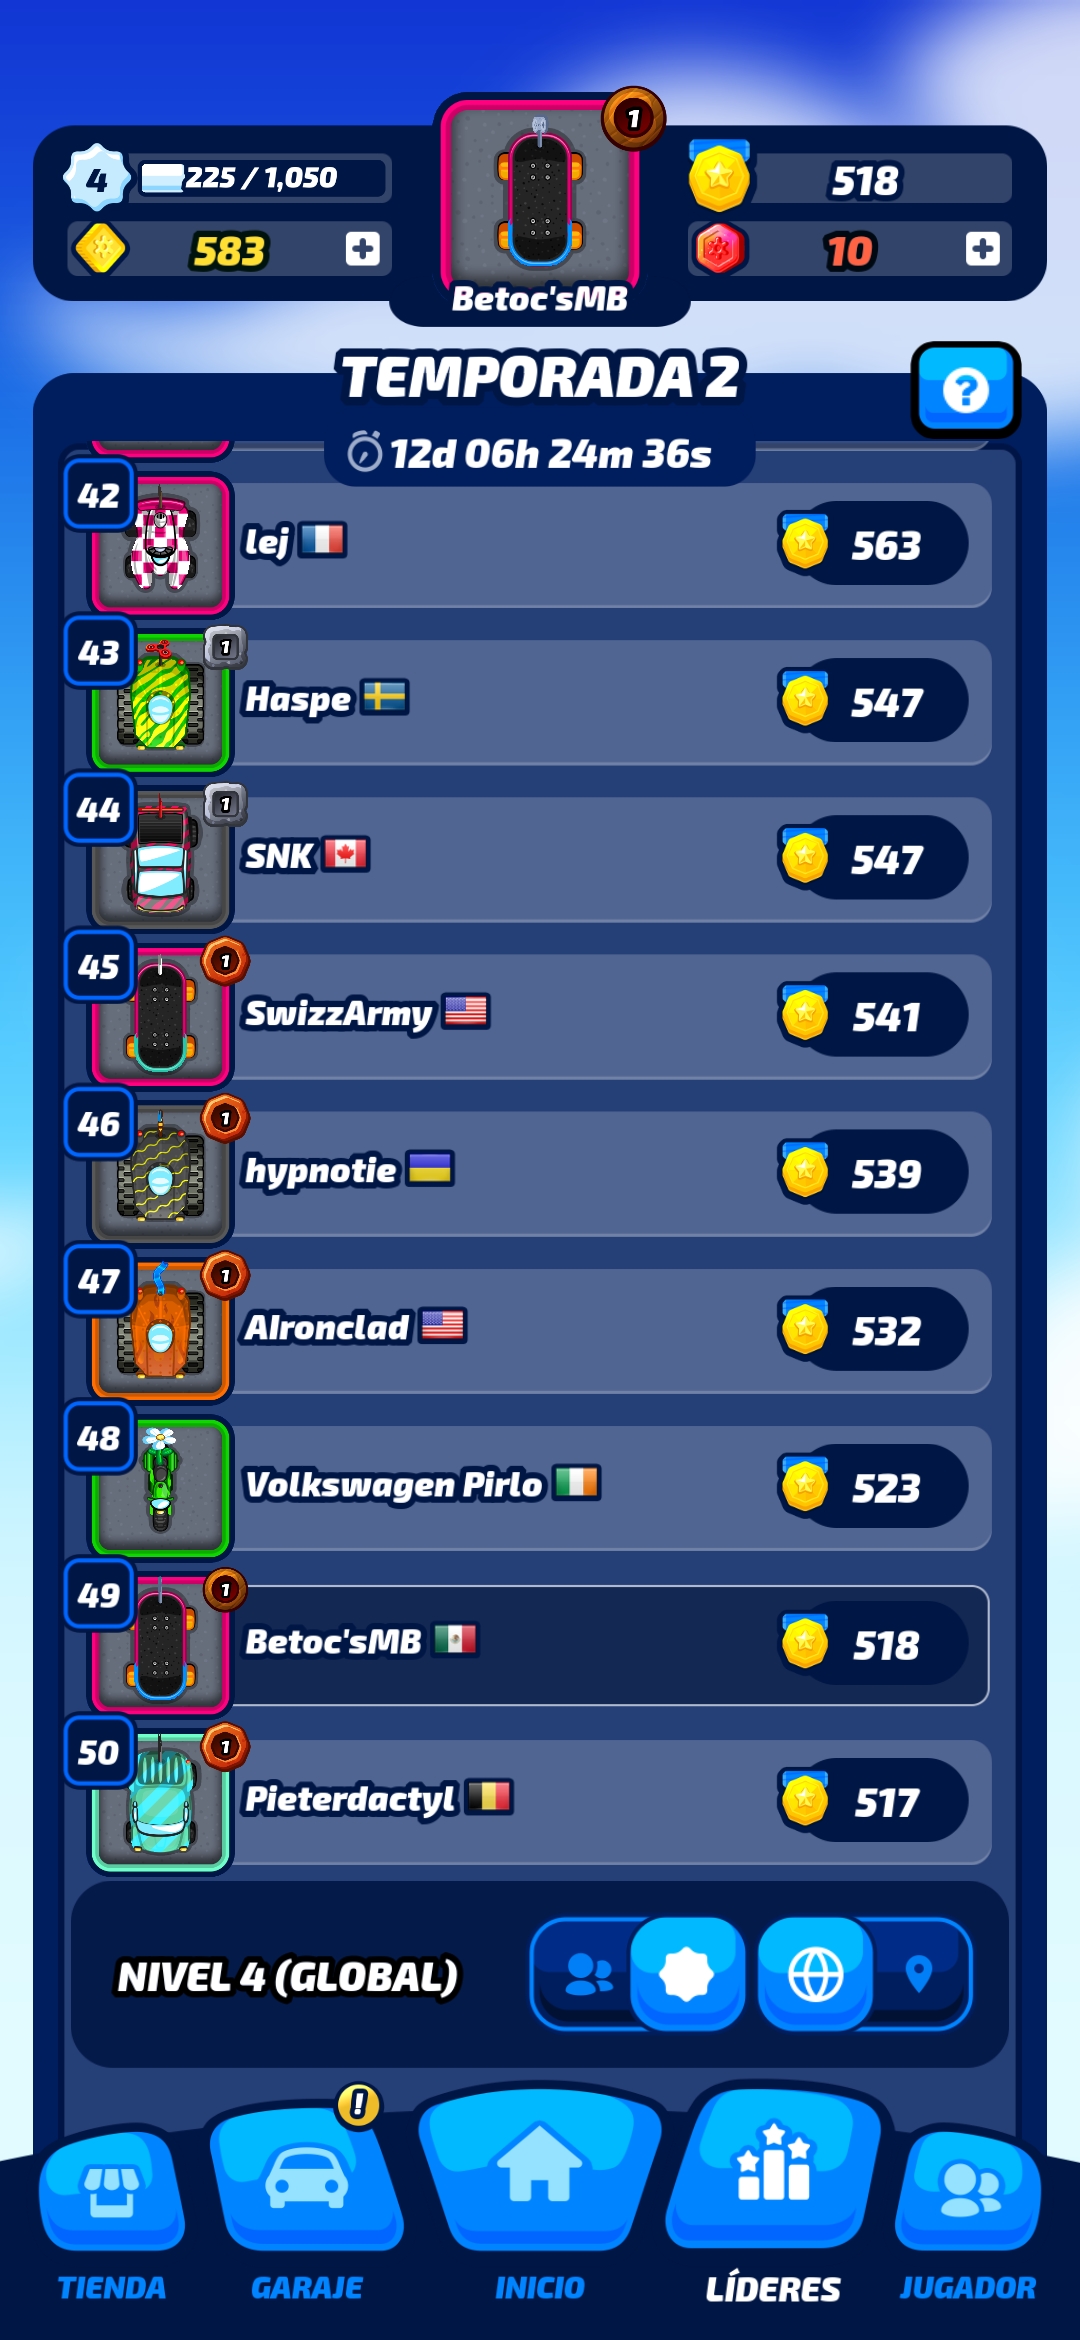 4
225 / 1,050
583
1
Betoc'sMB
518
10
TEMPORADA 2
?
12d 06h 24m 36s
42
lej
563
43
1
Haspe
547
44
1
SNK
547
45
1
SwizzArmy
541
46
1
hypnotie
539
47
1
AIronclad
532
48
Volkswagen Pirlo
523
49
1
Betoc'sMB
518
50
1
Pieterdactyl
517
NIVEL 4 (GLOBAL)
!
TIENDA
GARAJE
INICIO
LÍDERES
JUGADOR